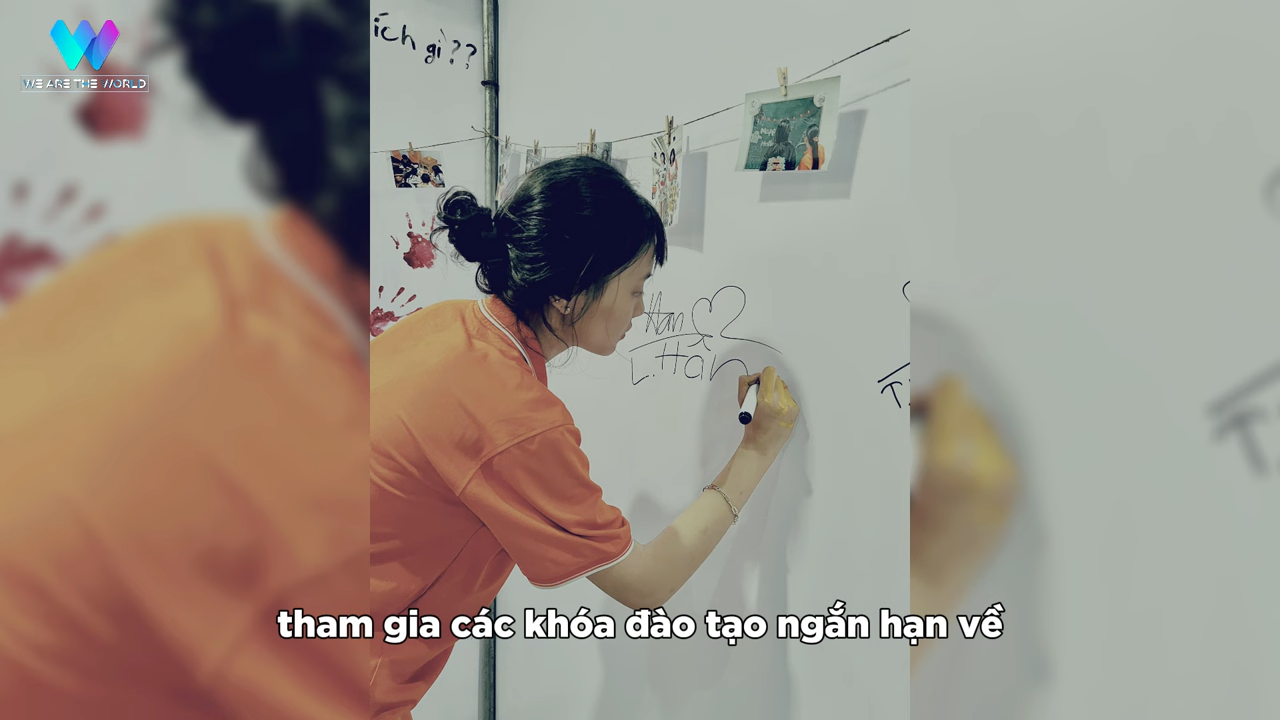 WE ARE THE WORLD
ích gì??
Han
L.Hân
tham gia các khóa đào tạo ngắn hạn về